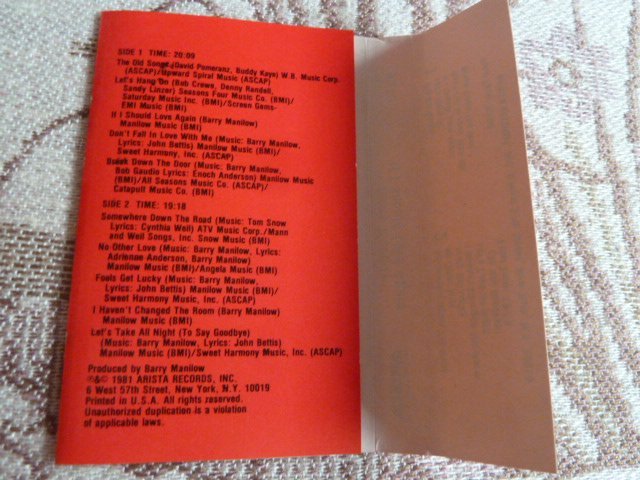 SIDE 1 TIME: 20:09
The Old Songs (David Pomeranz, Buddy Kaye) W.B. Music Corp.
(ASCAP)/Upward Spiral Music (ASCAP)
Let's Hang On (Bob Crewe, Denny Randell,
Sandy Linzer) Seasons Four Music Co. (BMI)/
Saturday Music Inc. (BMI)/Screen Gems-
EMI Music (BMI)
If I Should Love Again (Barry Manilow)
Manilow Music (BMI)
Don't Fall In Love With Me (Music: Barry Manilow,
Lyrics: John Bettis) Manilow Music (BMI)/
Sweet Harmony, Inc. (ASCAP)
Break Down The Door (Music: Barry Manilow,
Bob Gaudio Lyrics: Enoch Anderson) Manilow Music
(BMI)/All Seasons Music Co. (ASCAP)/
Catapult Music Co. (BMI)
SIDE 2 TIME: 19:18
Somewhere Down The Road (Music: Tom Snow
Lyrics: Cynthia Weil) ATV Music Corp./Mann
and Weil Songs, Inc. Snow Music (BMI)
No Other Love (Music: Barry Manilow, Lyrics:
Adrienne Anderson, Barry Manilow)
Manilow Music (BMI)/Angela Music (BMI)
Fools Get Lucky (Music: Barry Manilow,
Lyrics: John Bettis) Manilow Music (BMI)/
Sweet Harmony Music, Inc. (ASCAP)
I Haven't Changed The Room (Barry Manilow)
Manilow Music (BMI)
Let's Take All Night (To Say Goodbye)
(Music: Barry Manilow, Lyrics: John Bettis)
Manilow Music (BMI)/Sweet Harmony Music, Inc. (ASCAP)
Produced by Barry Manilow
℗&© 1981 ARISTA RECORDS, INC.
6 West 57th Street, New York, N.Y. 10019
Printed in U.S.A. All rights reserved.
Unauthorized duplication is a violation
of applicable laws.